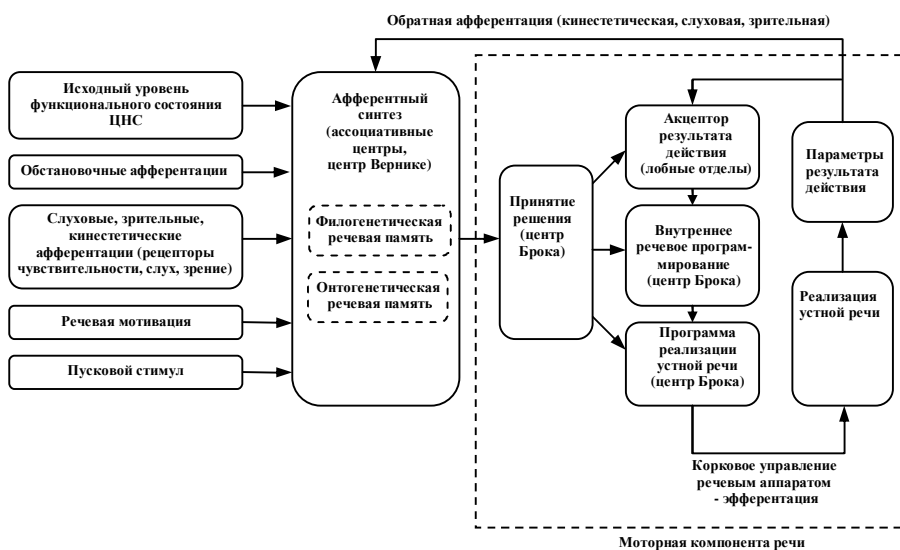 Обратная афферентация (кинестетическая, слуховая, зрительная)
Исходный уровень
функционального состояния
ЦНС
Обстановочные афферентации
Слуховые, зрительные,
кинестетические
афферентации (рецепторы
чувствительности, слух, зрение)
Речевая мотивация
Пусковой стимул
Афферентный
синтез
(ассоциативные
центры,
центр Вернике)
Филогенетическая
речевая память
Онтогенетическая
речевая память
Принятие
решения
(центр
Брока)
Акцептор
результата
действия
(лобные отделы)
Внутреннее
речевое програм-
мирование
(центр Брока)
Программа
реализации
устной речи
(центр Брока)
Параметры
результата
действия
Реализация
устной речи
Корковое управление
речевым аппаратом
- эфферентация
Моторная компонента речи